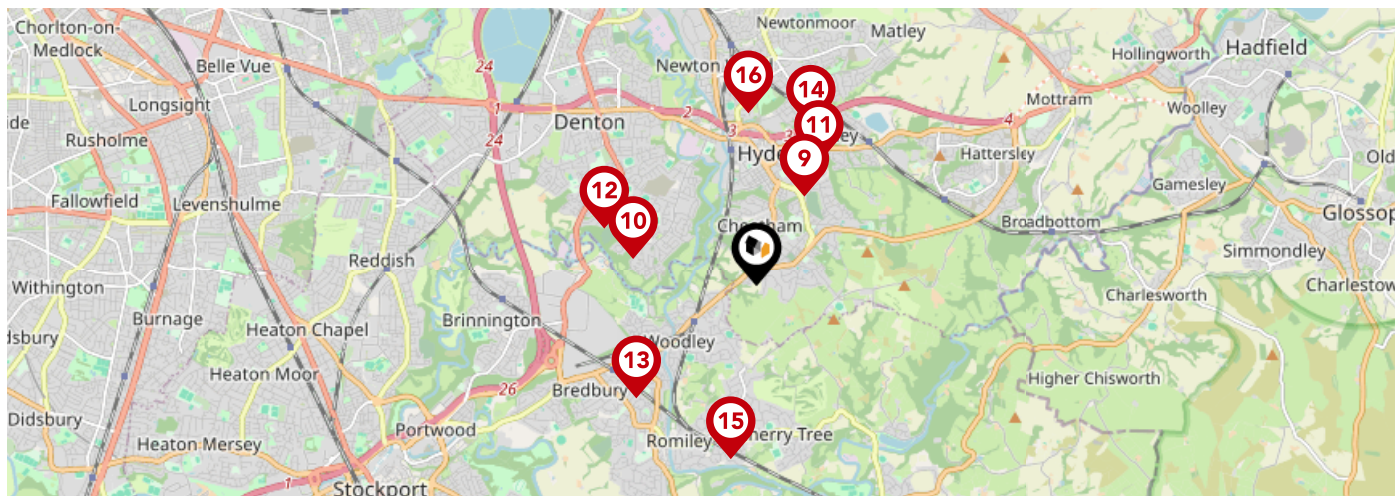 Chorlton-on-
Medlock
Newtonmoor
Matley
Hadfield
Hollingworth
Belle Vue
24
Newton
16
14
Longsight
1
2
Mottram
Woolley
Denton
3
11
4
Rusholme
24
Hyde
9
Hattersley
Fallowfield
Levenshulme
12
10
Gamesley
Glossop
Broadbottom
Simmondley
Reddish
Withington
Charlesworth
Charlestow
Burnage
Heaton Chapel
Brinnington
Woodley
13
Heaton Moor
26
Bredbury
Higher Chisworth
Didsbury
Portwood
15
Heaton Mersey
Romiley
1
Stockport